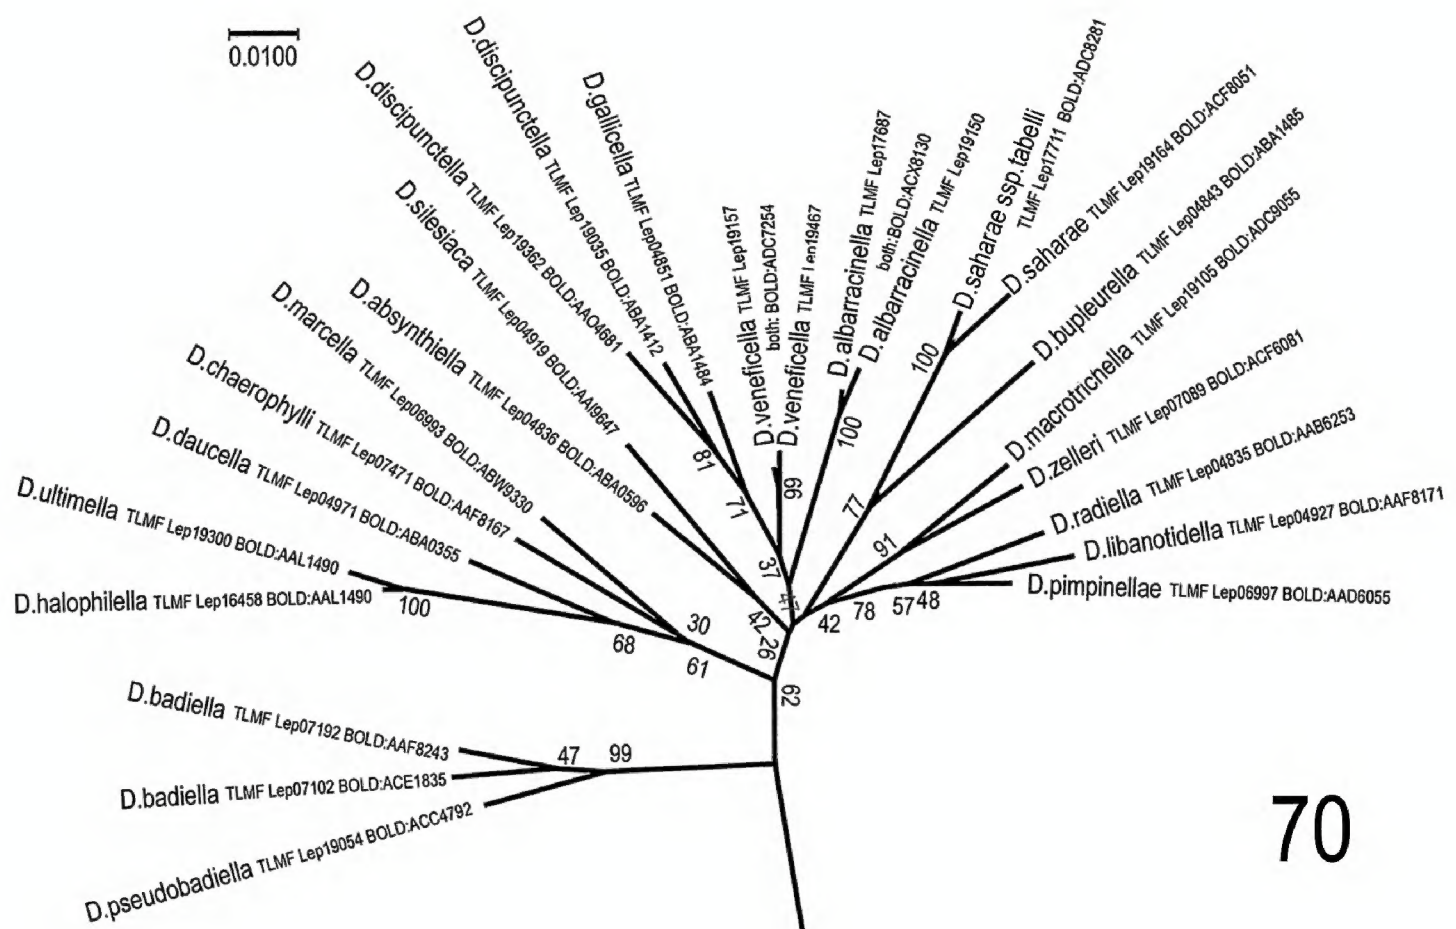 0.0100
D.discipunctella TLMF Lep19035 BOLD:ABA1412
D.discipunctella TLMF Lep19362 BOLD:AAO4681
D.gallicella TLMF Lep04851 BOLD:ABA1484
D.silesiaca TLMF Lep04919 BOLD:AAI9647
D.absynthiella TLMF Lep04836 BOLD:ABA0596
D.marcella TLMF Lep06993 BOLD:ABW9330
D.chaerophylli TLMF Lep07471 BOLD:AAF8167
D.daucella TLMF Lep04971 BOLD:ABA0355
D.ultimella TLMF Lep19300 BOLD:AAL1490
D.halophilella TLMF Lep16458 BOLD:AAL1490
D.badiella TLMF Lep07192 BOLD:AAF8243
D.badiella TLMF Lep07102 BOLD:ACE1835
D.pseudobadiella TLMF Lep19054 BOLD:ACC4792
D.veneficella TLMF Lep19157
both: BOLD:ADC7254
D.veneficella TLMF Lep19467
D.albarracinella TLMF Lep17687
both:BOLD:ACX8130
D.albarracinella TLMF Lep19150
D.saharae ssp.tabelli
TLMF Lep17711 BOLD:ADC8281
D.saharae TLMF Lep19164 BOLD:ACF8051
D.bupleurella TLMF Lep04843 BOLD:ABA1485
D.macrotrichella TLMF Lep19105 BOLD:ADC9055
D.zelleri TLMF Lep07089 BOLD:ACF6081
D.radiella TLMF Lep04835 BOLD:AAB6253
D.libanotidella TLMF Lep04927 BOLD:AAF8171
D.pimpinellae TLMF Lep06997 BOLD:AAD6055
81
71
99
37
100
100
77
91
42
78
57
48
42
26
62
30
61
68
100
47
99
70